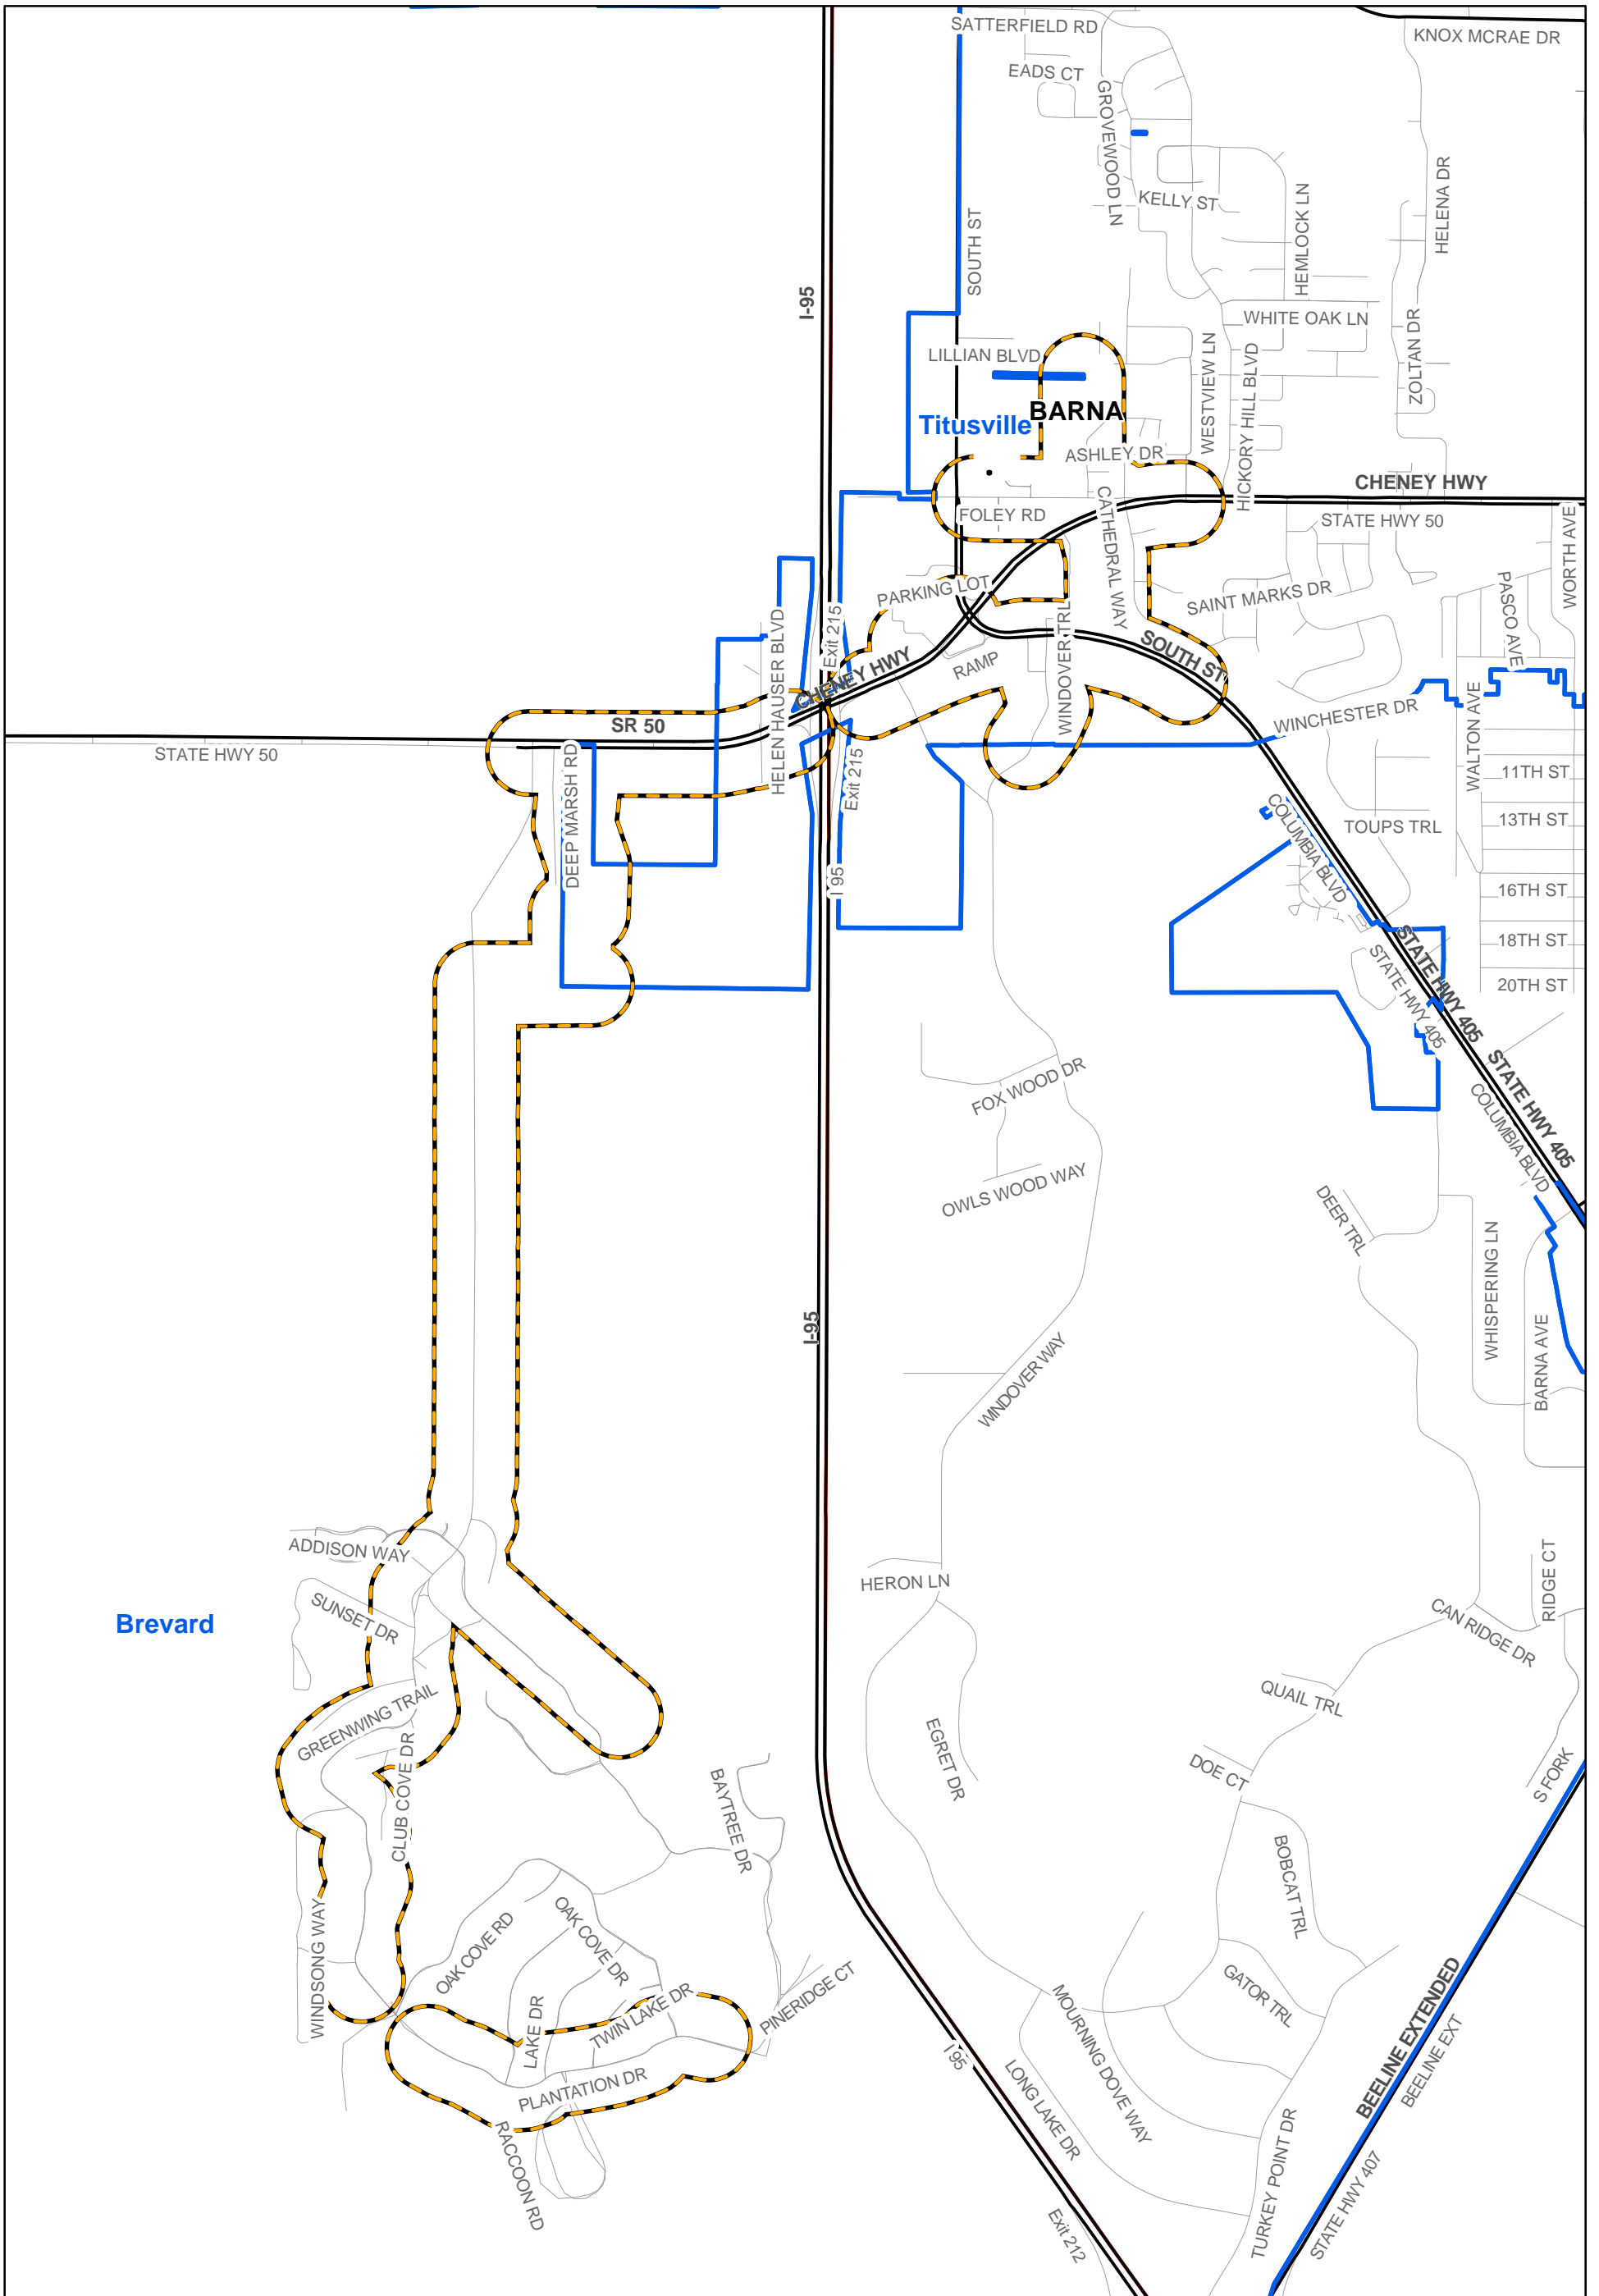 SATTERFIELD RD
KNOX MCRAE DR
EADS CT
GROVEWOOD LN
HELENA DR
KELLY ST
HEMLOCK LN
SOUTH ST
I-95
WHITE OAK LN
ZOLTAN DR
LILLIAN BLVD
WESTVIEW LN
HICKORY HILL BLVD
BARNA
Titusville
ASHLEY DR
CHENEY HWY
CATHEDRAL WAY
FOLEY RD
STATE HWY 50
WORTH AVE
PASCO AVE
PARKING LOT
SAINT MARKS DR
HELEN HAUSER BLVD
Exit 215
WINDOVER TRL
SOUTH ST
CHENEY HWY
RAMP
WALTON AVE
WINCHESTER DR
SR 50
STATE HWY 50
DEEP MARSH RD
Exit 215
11TH ST
COLUMBIA BLVD
TOUPS TRL
13TH ST
I 95
16TH ST
STATE HWY 405
18TH ST
STATE HWY 405
20TH ST
STATE HWY 405
COLUMBIA BLVD
FOX WOOD DR
OWLS WOOD WAY
DEER TRL
WHISPERING LN
I-95
BARNA AVE
WINDOVER WAY
ADDISON WAY
HERON LN
RIDGE CT
SUNSET DR
Brevard
CAN RIDGE DR
GREENWING TRAIL
QUAIL TRL
EGRET DR
CLUB COVE DR
DOE CT
S FORK
BAYTREE DR
BOBCAT TRL
OAK COVE RD
OAK COVE DR
WINDSONG WAY
GATOR TRL
PINERIDGE CT
TWIN LAKE DR
LAKE DR
MOURNING DOVE WAY
BEELINE EXTENDED
BEELINE EXT
I 95
PLANTATION DR
LONG LAKE DR
RACCOON RD
TURKEY POINT DR
STATE HWY 407
Exit 212